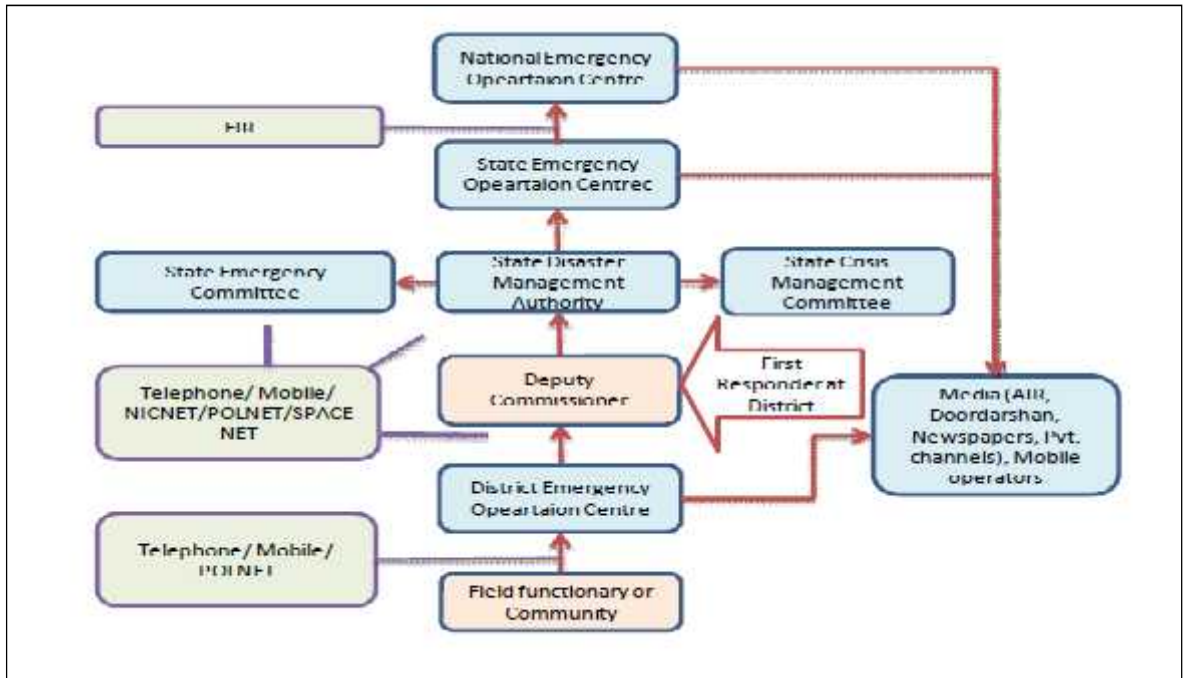 National Emergency
Opeartaion Centre
FIR
State Emergency
Opeartaion Centrec
State Emergency
Committee
State Disaster
Management
Authority
State Crisis
Management
Committee
Telephone/ Mobile/
NICNET/POLNET/SPACE
NET
Deputy
Commissioner
First
Responder at
District
Media (AIR,
Doordarshan,
Newspapers, Pvt.
channels), Mobile
operators
District Emergency
Opeartaion Centre
Telephone/ Mobile/
POLNET
Field functionary or
Community